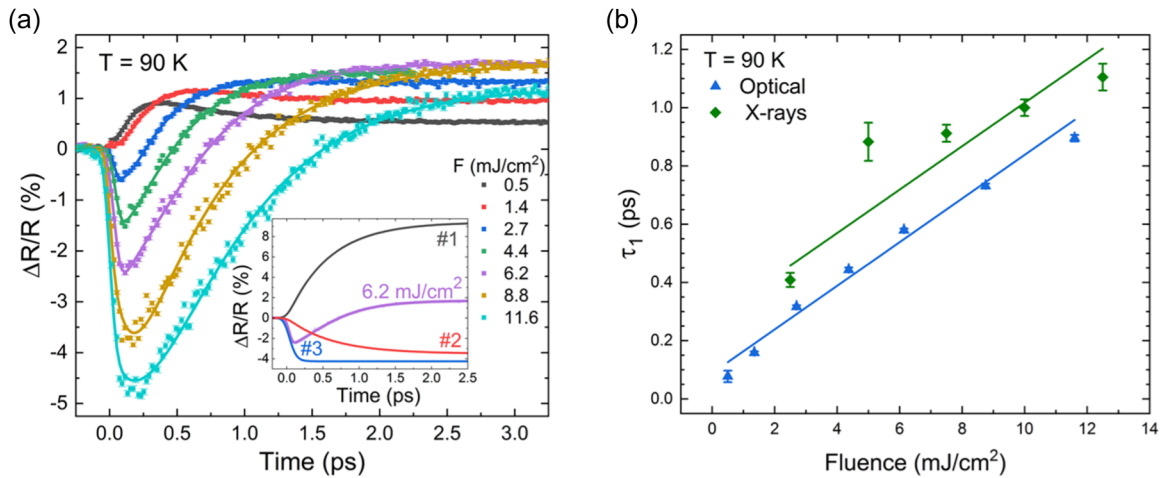 (a)
T = 90 K
ΔR/R (%)
2
1
0
-1
-2
-3
-4
-5
0.0 0.5 1.0 1.5 2.0 2.5 3.0
Time (ps)
F (mJ/cm²)
0.5
1.4
2.7
4.4
6.2
8.8
11.6
ΔR/R (%)
8
6
4
2
0
-2
-4
#1
6.2 mJ/cm²
#2
#3
0.0 0.5 1.0 1.5 2.0 2.5
Time (ps)
(b)
T = 90 K
Optical
X-rays
τ₁ (ps)
1.2
1.0
0.8
0.6
0.4
0.2
0.0
0 2 4 6 8 10 12 14
Fluence (mJ/cm²)